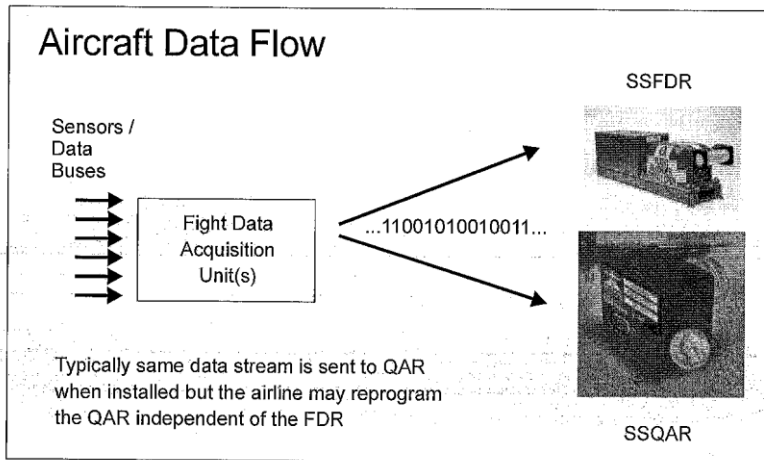 Aircraft Data Flow
SSFDR
Sensors /
Data
Buses
Fight Data
Acquisition
Unit(s)
...11001010010011...
Typically same data stream is sent to QAR
when installed but the airline may reprogram
the QAR independent of the FDR
SSQAR